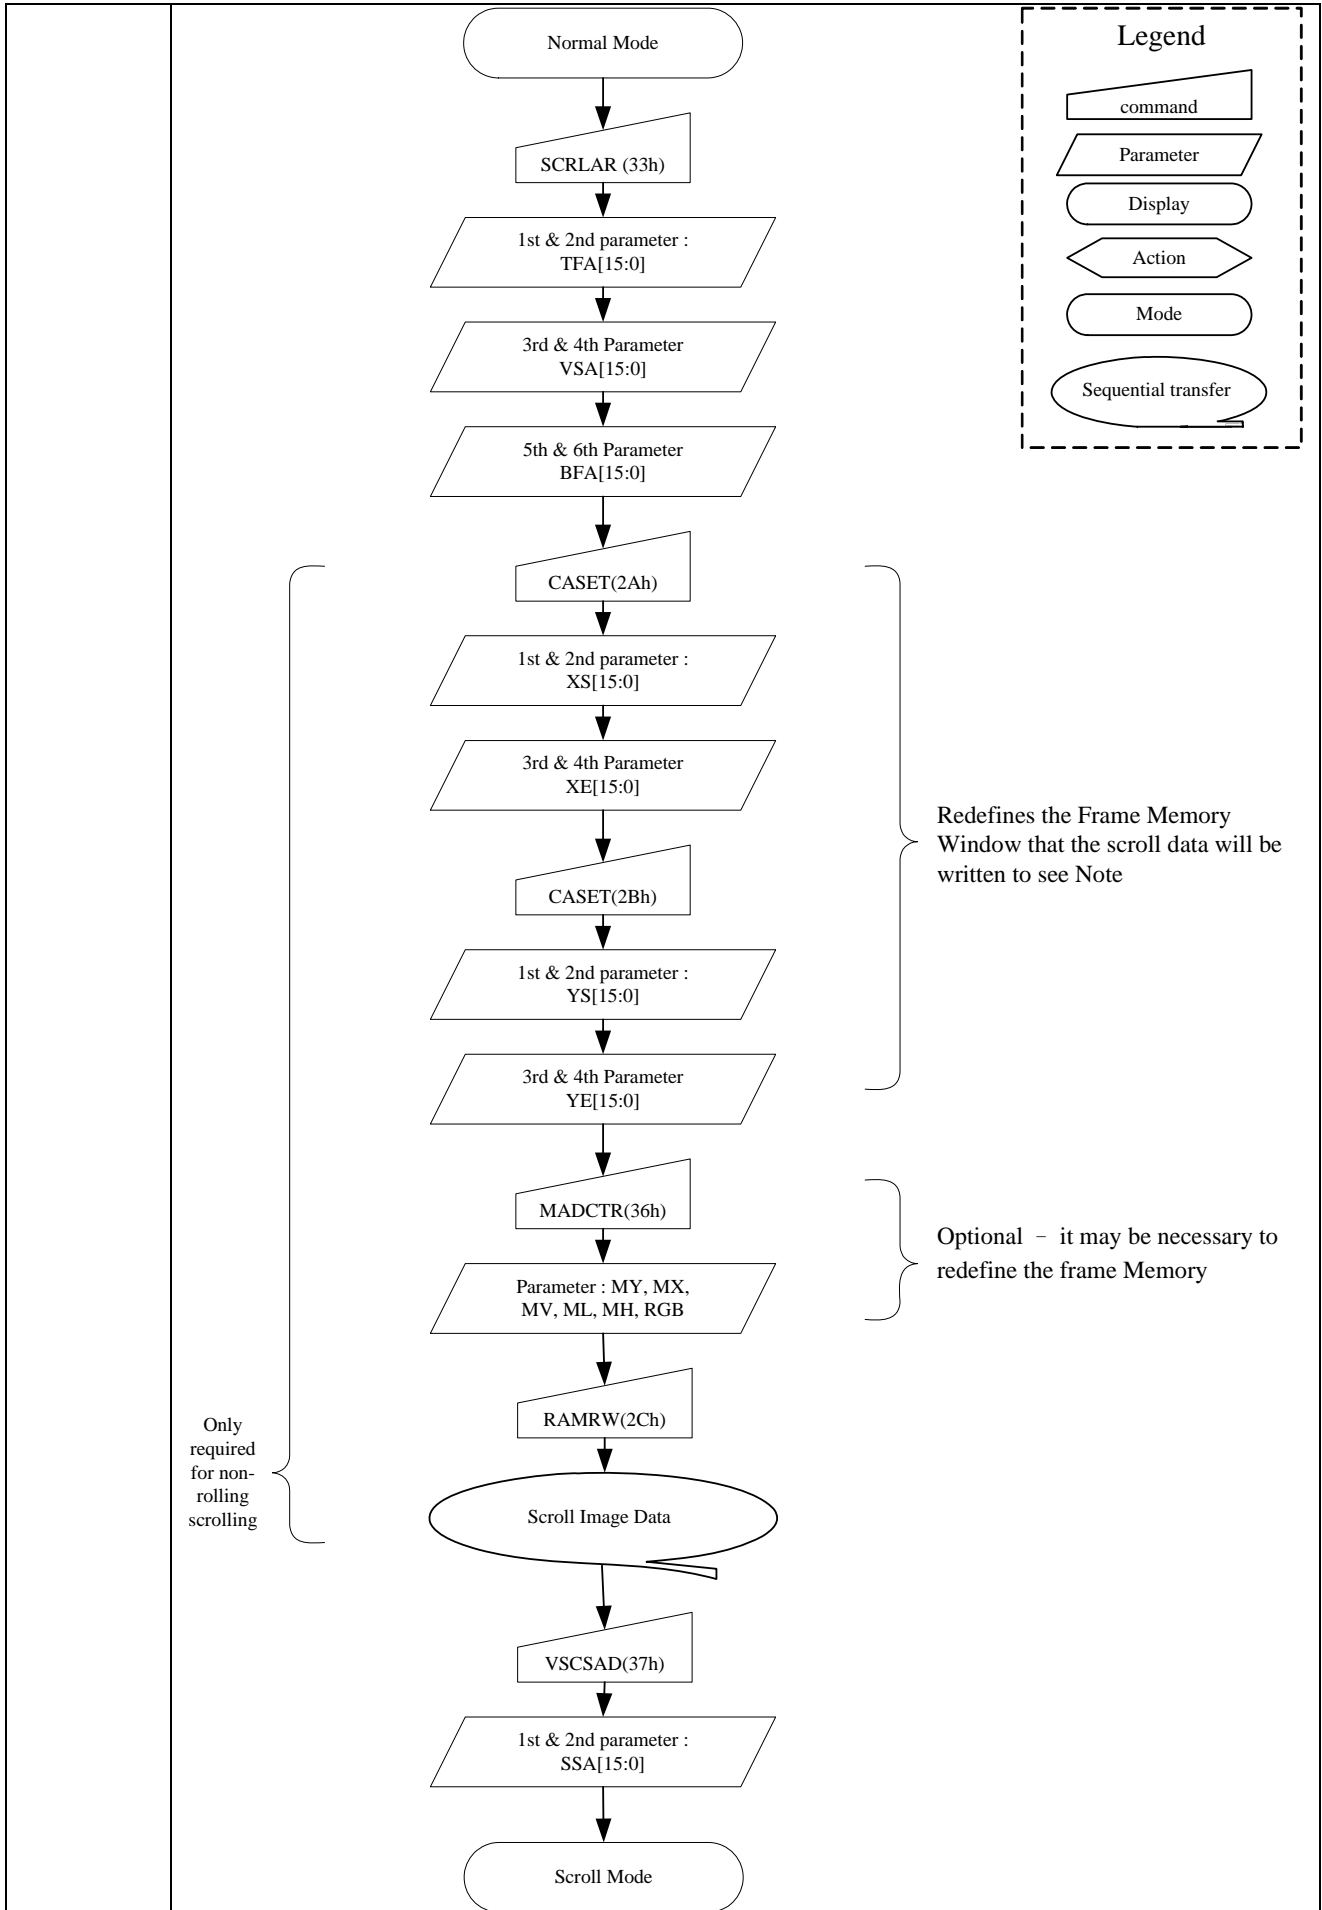 Normal Mode
SCRLAR (33h)
1st & 2nd parameter :
TFA[15:0]
3rd & 4th Parameter
VSA[15:0]
5th & 6th Parameter
BFA[15:0]
CASET(2Ah)
1st & 2nd parameter :
XS[15:0]
3rd & 4th Parameter
XE[15:0]
CASET(2Bh)
1st & 2nd parameter :
YS[15:0]
3rd & 4th Parameter
YE[15:0]
MADCTR(36h)
Parameter : MY, MX,
MV, ML, MH, RGB
RAMRW(2Ch)
Scroll Image Data
VSCSAD(37h)
1st & 2nd parameter :
SSA[15:0]
Scroll Mode
Only
required
for non-
rolling
scrolling
Redefines the Frame Memory
Window that the scroll data will be
written to see Note
Optional - it may be necessary to
redefine the frame Memory
Legend
command
Parameter
Display
Action
Mode
Sequential transfer